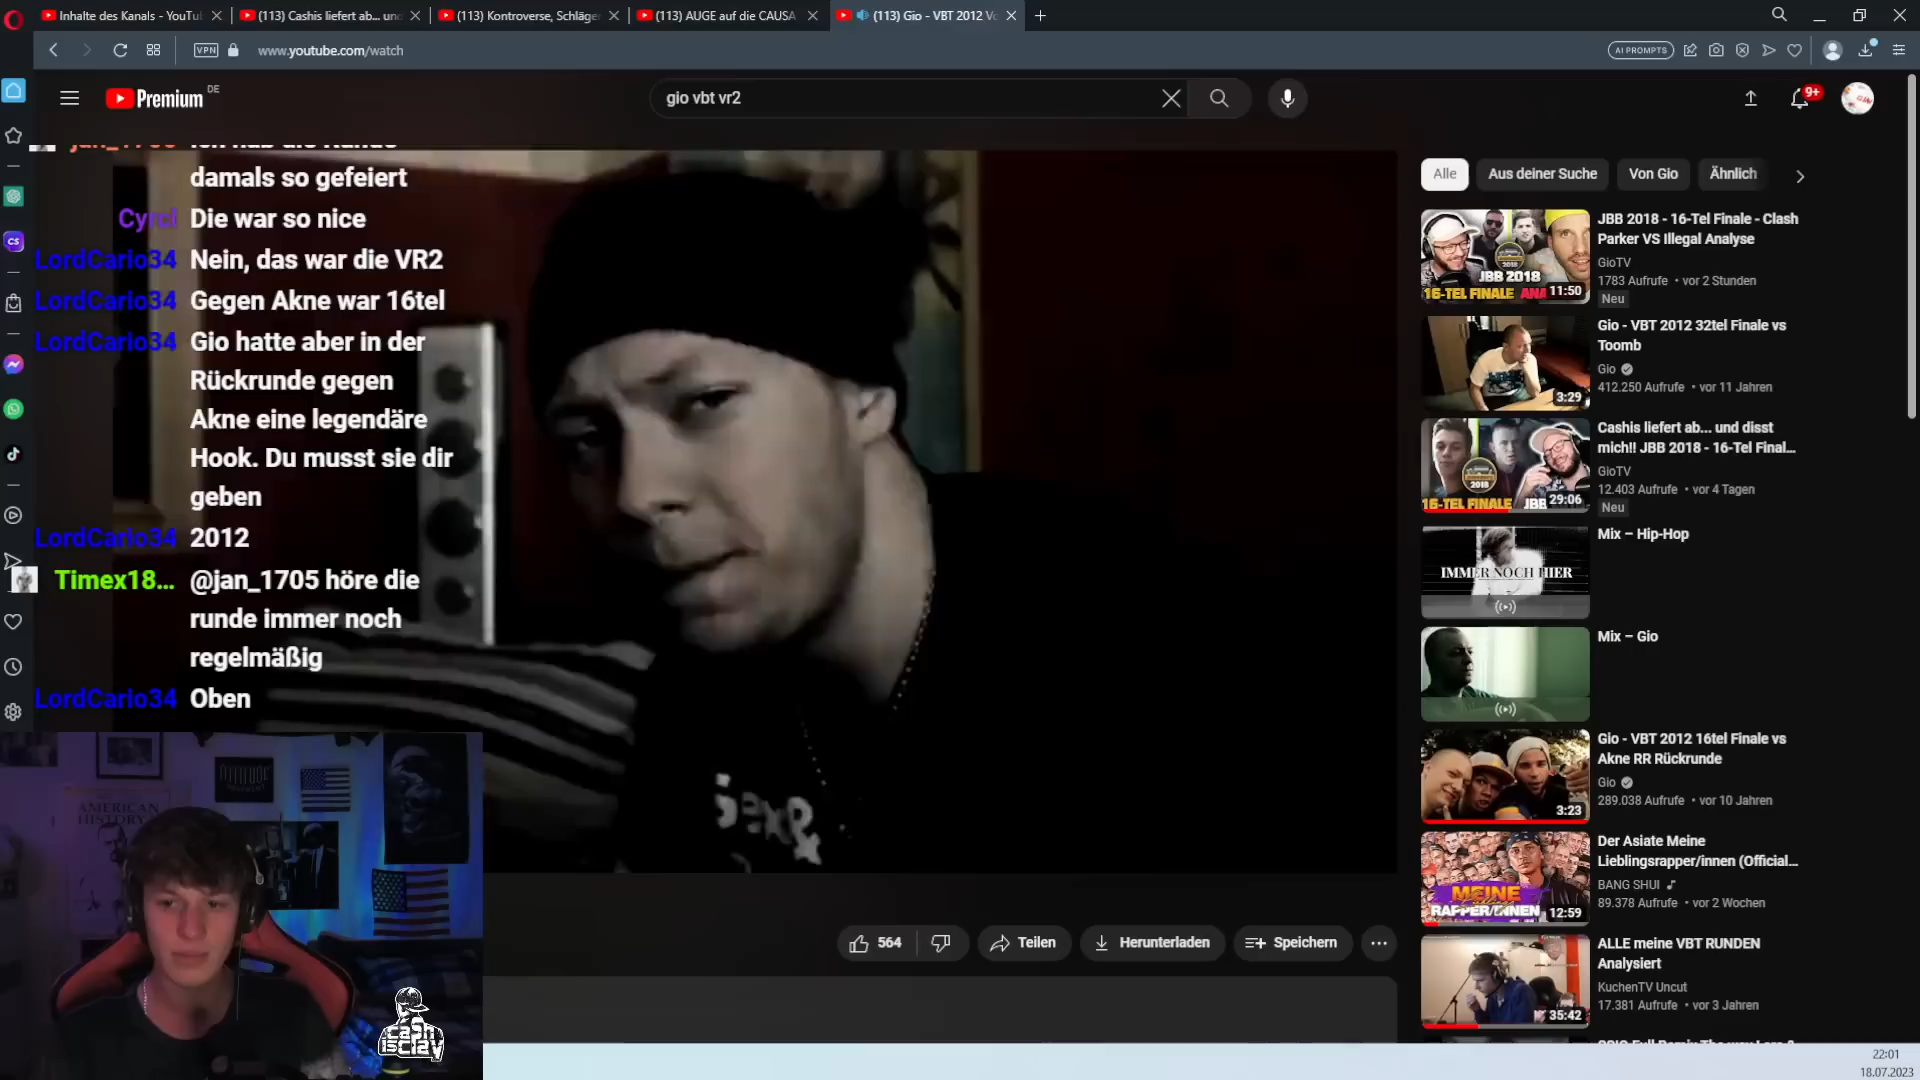 Inhalte des Kanals - YouTu
(113) Cashis liefert ab... und
(113) Kontroverse, Schläge
(113) AUGE auf die CAUSA
(113) Gio - VBT 2012 V
VPN
www.youtube.com/watch
AI PROMPTS
Premium DE
gio vbt vr2
9+
damals so gefeiert
Cyrcl Die war so nice
LordCarlo34 Nein, das war die VR2
LordCarlo34 Gegen Akne war 16tel
LordCarlo34 Gio hatte aber in der
Rückrunde gegen
Akne eine legendäre
Hook. Du musst sie dir
geben
LordCarlo34 2012
Timex18... @jan_1705 höre die
runde immer noch
regelmäßig
LordCarlo34 Oben
ATTITUDE
AMERICAN
HISTORY
564
Teilen
Herunterladen
Speichern
Alle
Aus deiner Suche
Von Gio
Ähnlich
JBB 2018 - 16-Tel Finale - Clash
Parker VS Illegal Analyse
GioTV
1783 Aufrufe • vor 2 Stunden
Neu
JBB 2018
16-TEL FINALE
11:50
Gio - VBT 2012 32tel Finale vs
Toomb
Gio
412.250 Aufrufe • vor 11 Jahren
3:29
Cashis liefert ab... und disst
mich!! JBB 2018 - 16-Tel Final...
GioTV
12.403 Aufrufe • vor 4 Tagen
Neu
16-TEL FINALE
29:06
Mix – Hip-Hop
IMMER NOCH HIER
Mix – Gio
Gio - VBT 2012 16tel Finale vs
Akne RR Rückrunde
Gio
289.038 Aufrufe • vor 10 Jahren
3:23
Der Asiate Meine
Lieblingsrapper/innen (Official...
BANG SHUI
89.378 Aufrufe • vor 2 Wochen
MEINE
RAPPER/INNEN
12:59
ALLE meine VBT RUNDEN
Analysiert
KuchenTV Uncut
17.381 Aufrufe • vor 3 Jahren
35:42
22:01
18.07.2023